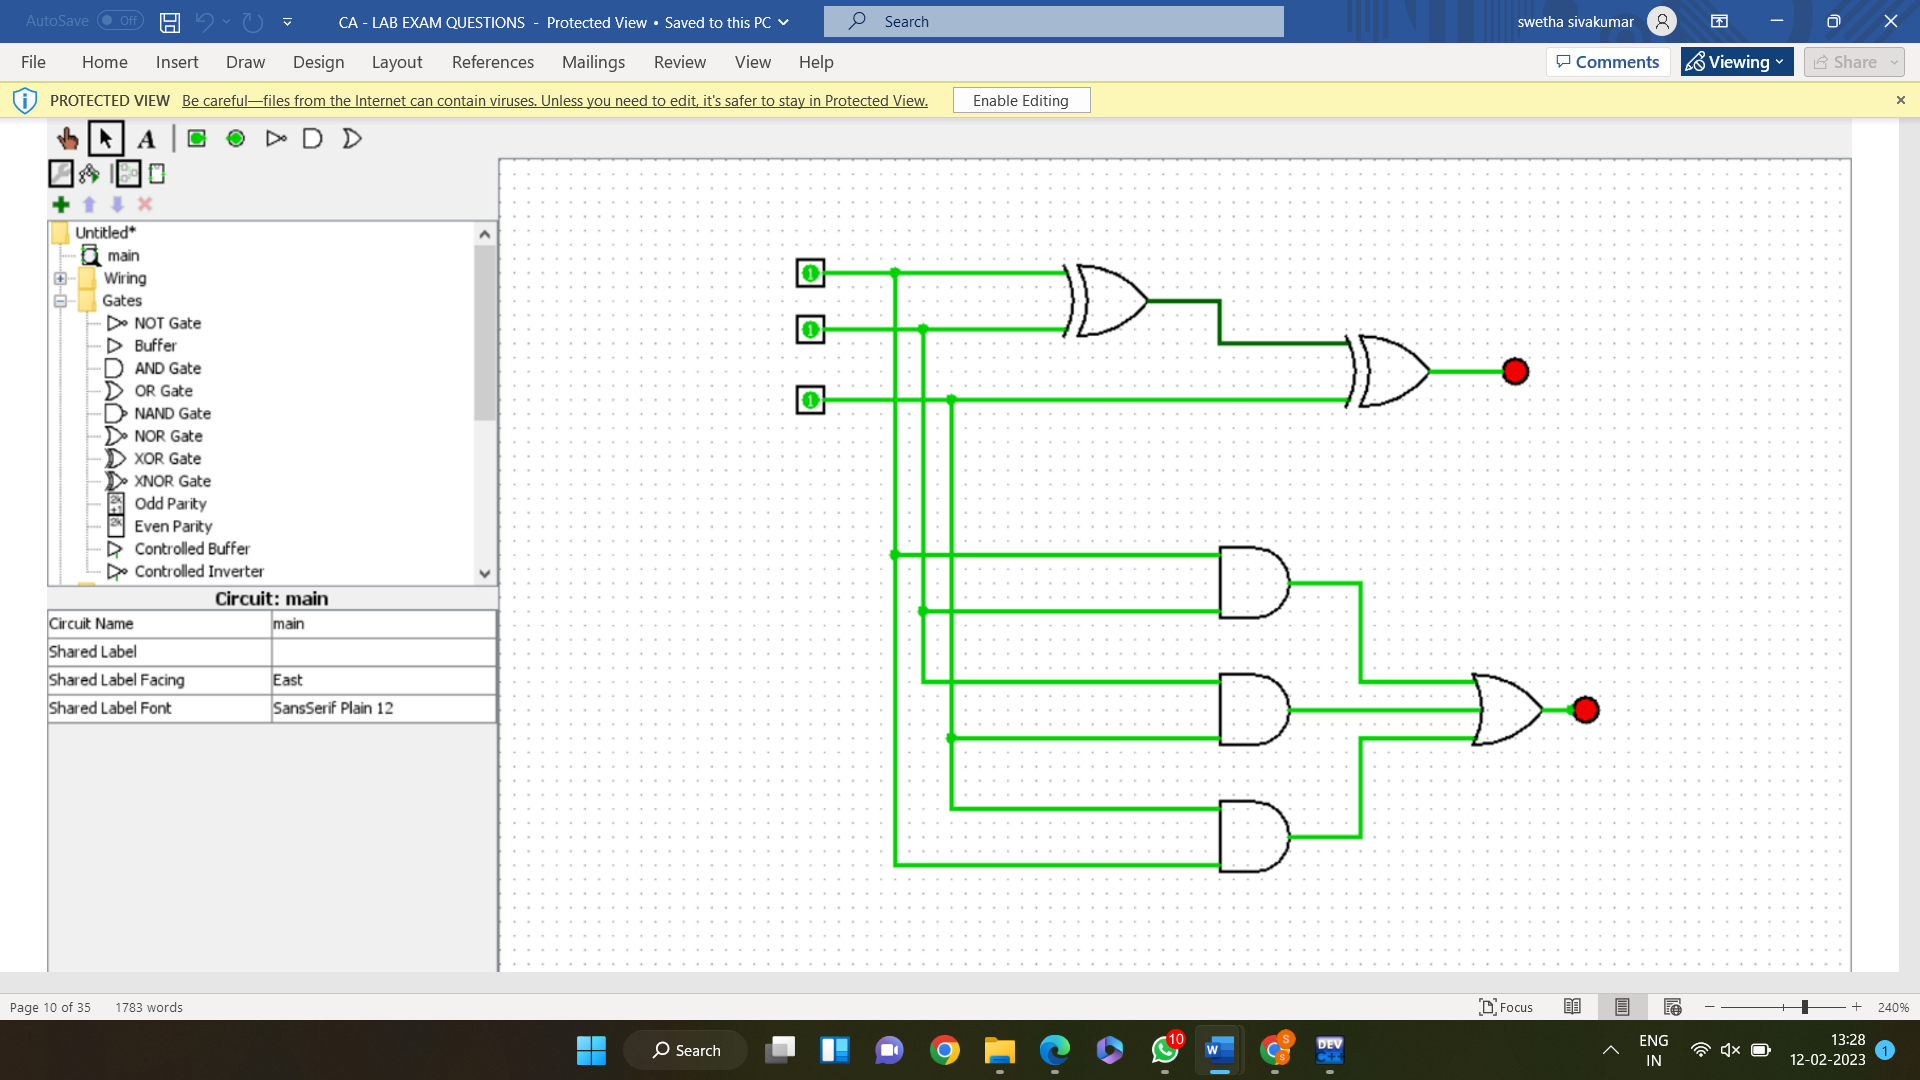 AutoSave Off CA - LAB EXAM QUESTIONS - Protected View • Saved to this PC Search swetha sivakumar
File Home Insert Draw Design Layout References Mailings Review View Help Comments Viewing Share
PROTECTED VIEW Be careful—files from the Internet can contain viruses. Unless you need to edit, it's safer to stay in Protected View. Enable Editing
A
Untitled*
main
Wiring
Gates
NOT Gate
Buffer
AND Gate
OR Gate
NAND Gate
NOR Gate
XOR Gate
XNOR Gate
2k+1 Odd Parity
2k Even Parity
Controlled Buffer
Controlled Inverter
Circuit: main
Circuit Name main
Shared Label
Shared Label Facing East
Shared Label Font SansSerif Plain 12
1
1
1
Page 10 of 35 1783 words Focus 240%
Search 10 W S S DEV C++ ENG IN 13:28 12-02-2023 1